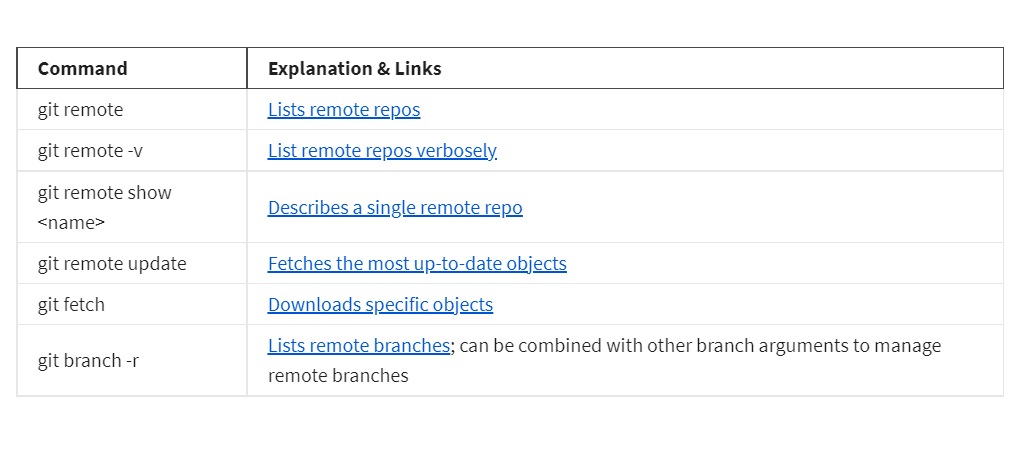 Command
Explanation & Links
git remote
Lists remote repos
git remote -v
List remote repos verbosely
git remote show
<name>
Describes a single remote repo
git remote update
Fetches the most up-to-date objects
git fetch
Downloads specific objects
git branch -r
Lists remote branches; can be combined with other branch arguments to manage
remote branches